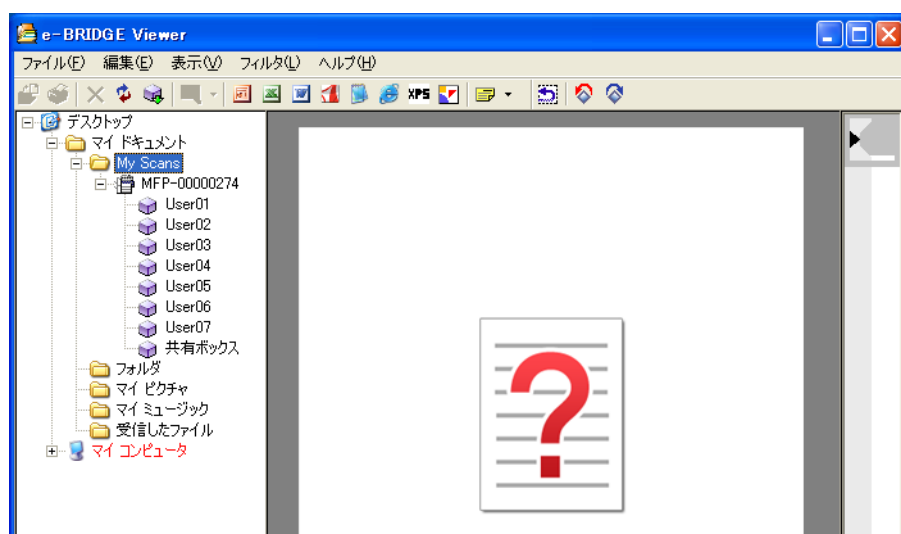 e-BRIDGE Viewer
ファイル(F) 編集(E) 表示(V) フィルタ(L) ヘルプ(H)
XPS
デスクトップ
マイ ドキュメント
My Scans
MFP-00000274
User01
User02
User03
User04
User05
User06
User07
共有ボックス
フォルダ
マイ ピクチャ
マイ ミュージック
受信したファイル
マイ コンピュータ
?